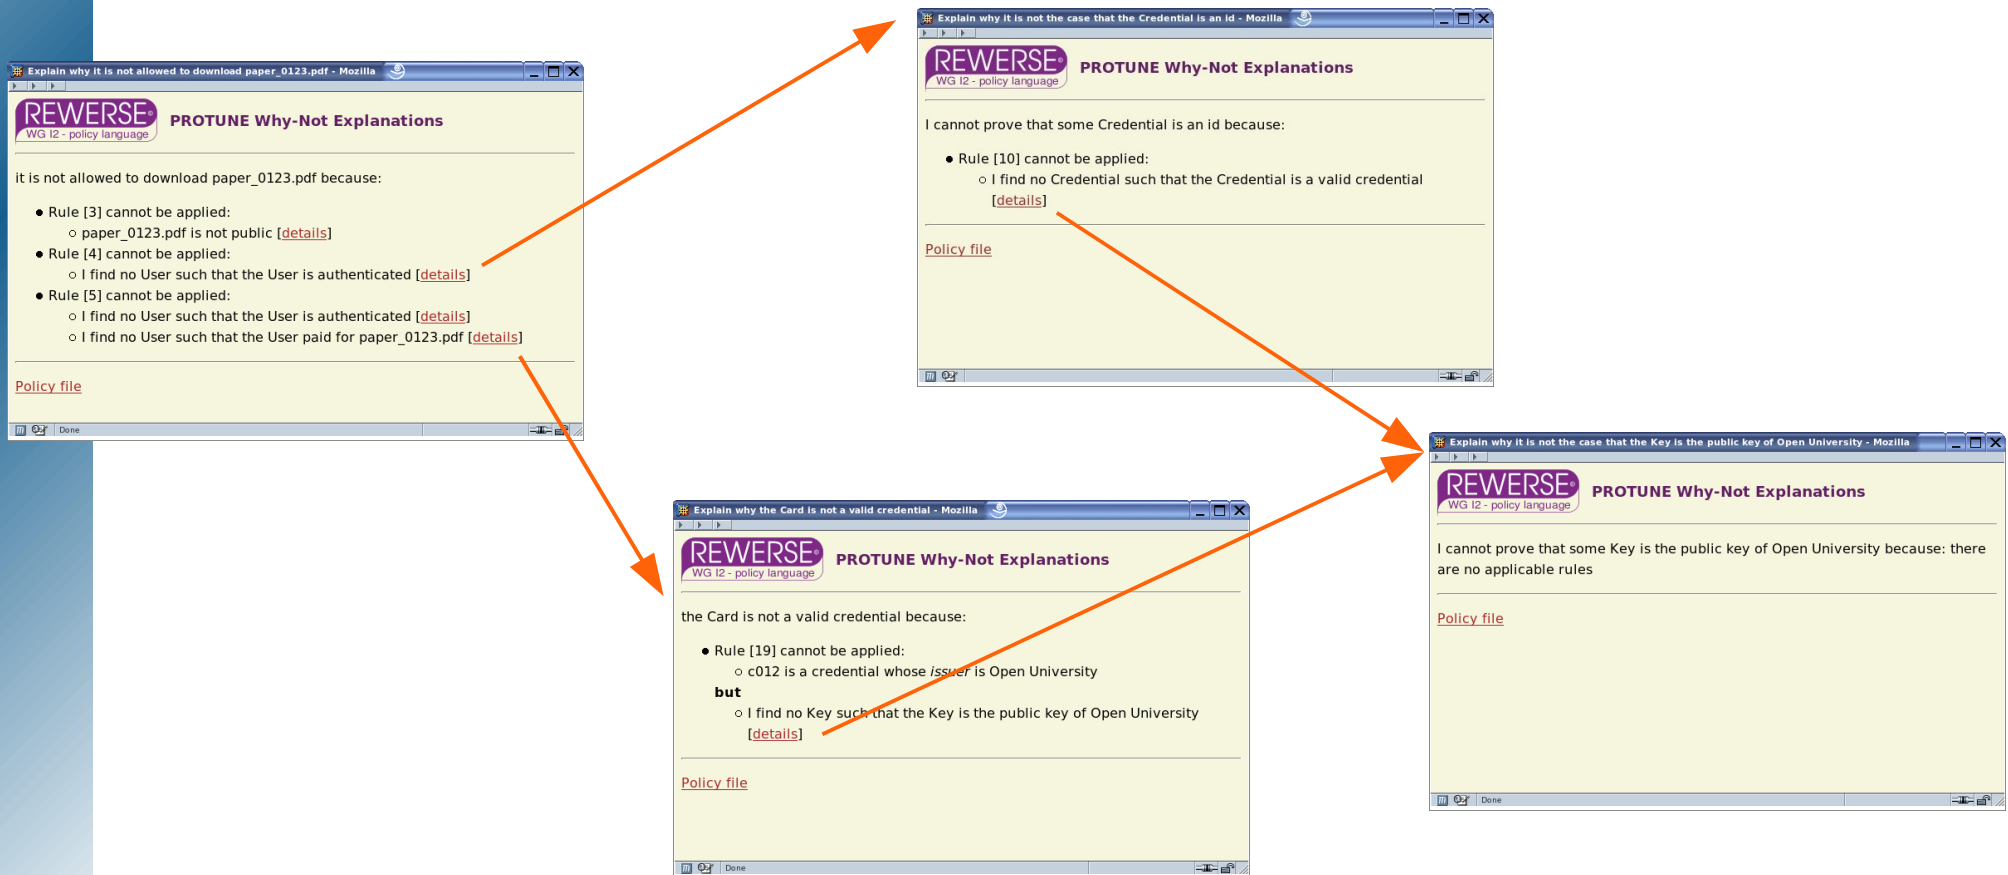 Explain why it is not allowed to download paper_0123.pdf - Mozilla
REWERSE
WG I2 - policy language
PROTUNE Why-Not Explanations
it is not allowed to download paper_0123.pdf because:
Rule [3] cannot be applied:
paper_0123.pdf is not public [details]
Rule [4] cannot be applied:
I find no User such that the User is authenticated [details]
Rule [5] cannot be applied:
I find no User such that the User is authenticated [details]
I find no User such that the User paid for paper_0123.pdf [details]
Policy file
Done
Explain why it is not the case that the Credential is an id - Mozilla
REWERSE
WG I2 - policy language
PROTUNE Why-Not Explanations
I cannot prove that some Credential is an id because:
Rule [10] cannot be applied:
I find no Credential such that the Credential is a valid credential
[details]
Policy file
Explain why the Card is not a valid credential - Mozilla
REWERSE
WG I2 - policy language
PROTUNE Why-Not Explanations
the Card is not a valid credential because:
Rule [19] cannot be applied:
c012 is a credential whose issuer is Open University
but
I find no Key such that the Key is the public key of Open University
[details]
Policy file
Done
Explain why it is not the case that the Key is the public key of Open University - Mozilla
REWERSE
WG I2 - policy language
PROTUNE Why-Not Explanations
I cannot prove that some Key is the public key of Open University because: there
are no applicable rules
Policy file
Done